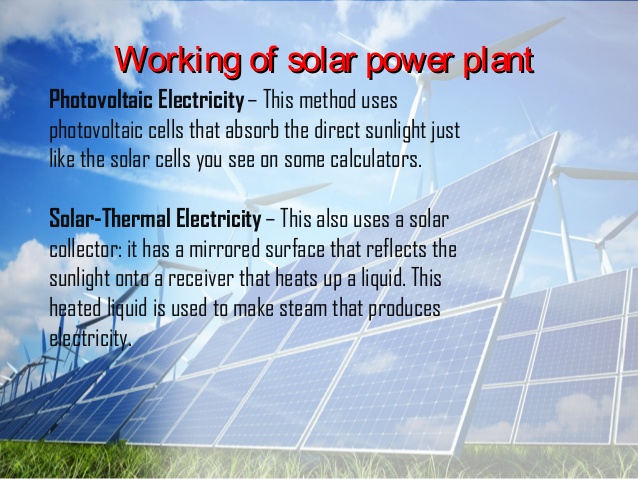 Working of solar power plant
Photovoltaic Electricity – This method uses
photovoltaic cells that absorb the direct sunlight just
like the solar cells you see on some calculators.
Solar-Thermal Electricity – This also uses a solar
collector: it has a mirrored surface that reflects the
sunlight onto a receiver that heats up a liquid. This
heated liquid is used to make steam that produces
electricity.